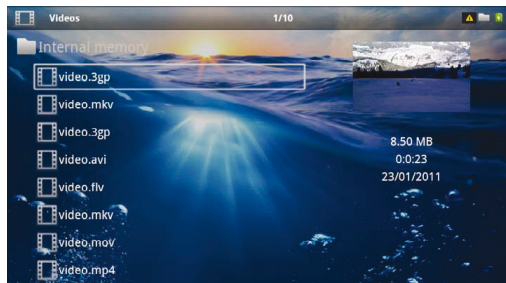 Videos
1/10
Internal memory
video.3gp
video.mkv
video.3gp
video.avi
video.flv
video.mkv
video.mov
video.mp4
8.50 MB
0:0:23
23/01/2011